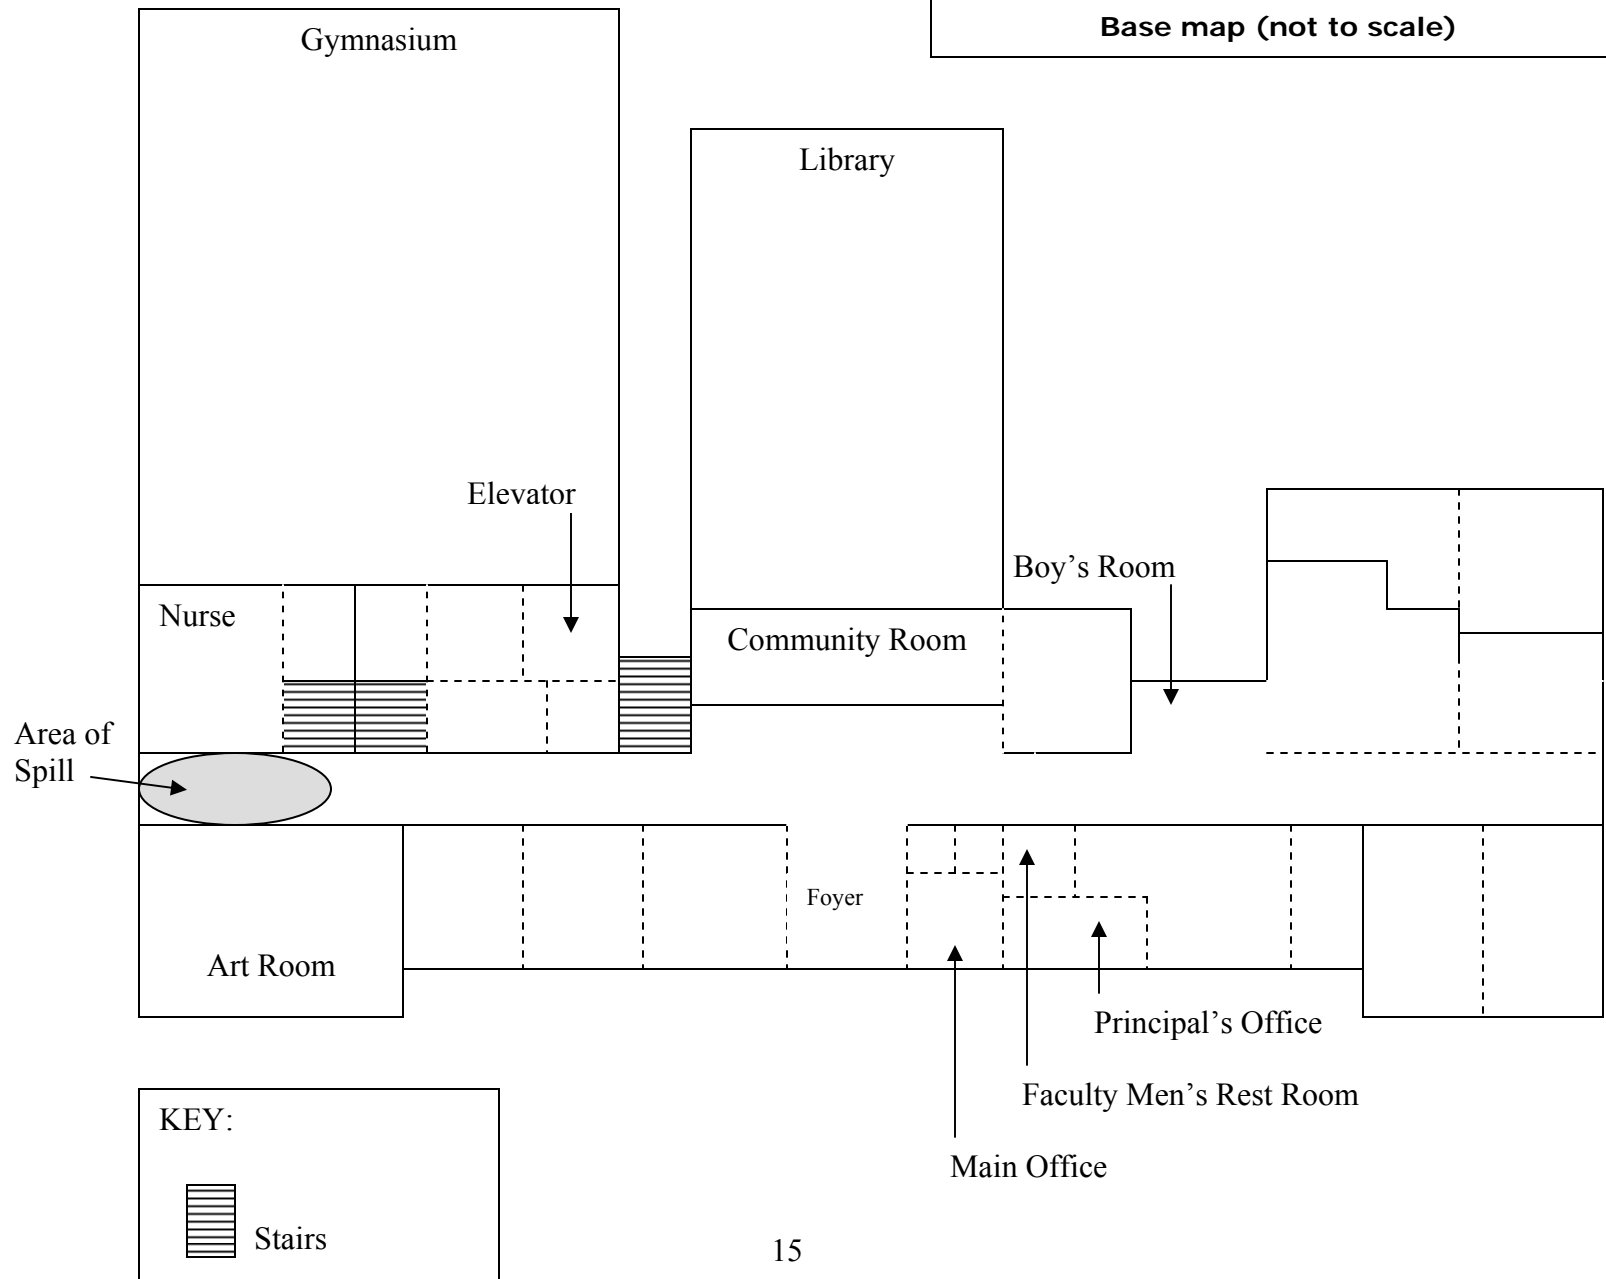 Base map (not to scale)
Gymnasium
Library
Elevator
Boy's Room
Nurse
Community Room
Area of
Spill
Foyer
Art Room
Principal's Office
Faculty Men's Rest Room
Main Office
KEY:
Stairs
15